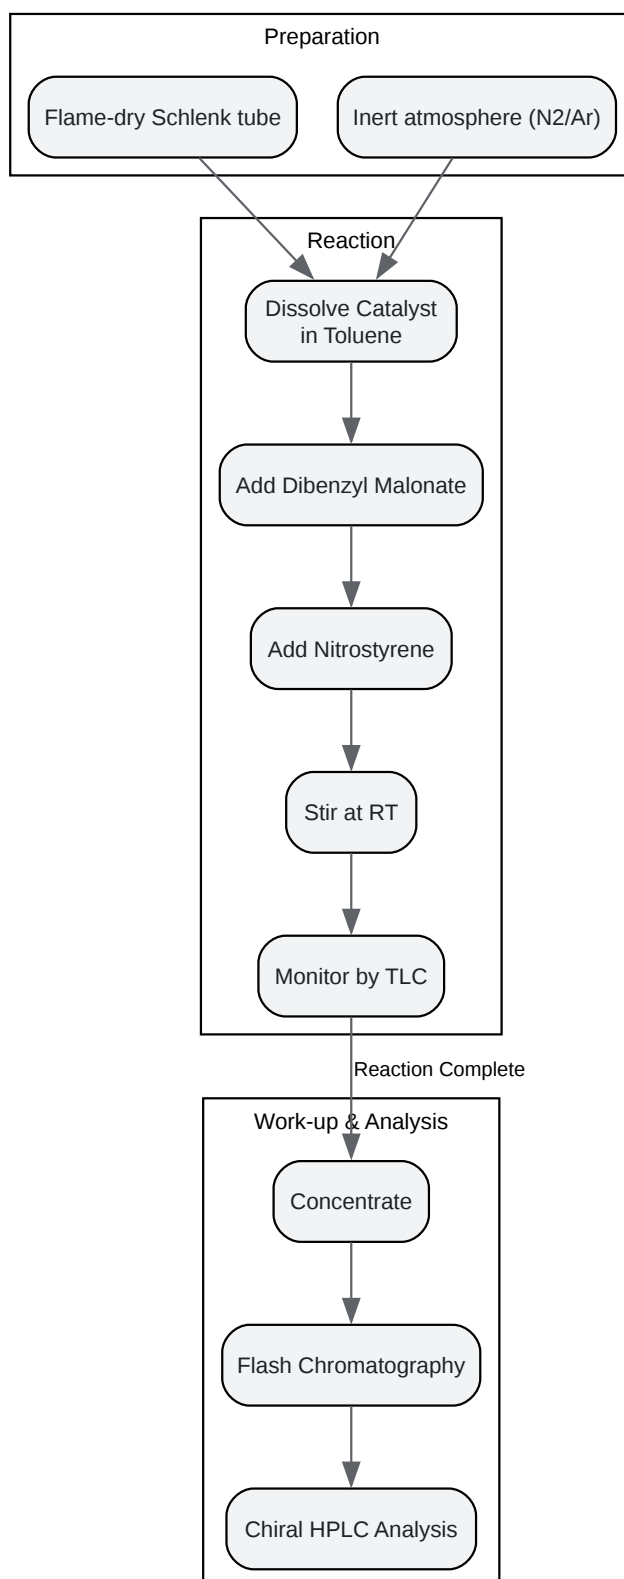 Preparation
Flame-dry Schlenk tube
Inert atmosphere (N2/Ar)
Reaction
Dissolve Catalyst
in Toluene
Add Dibenzyl Malonate
Add Nitrostyrene
Stir at RT
Monitor by TLC
Reaction Complete
Work-up & Analysis
Concentrate
Flash Chromatography
Chiral HPLC Analysis